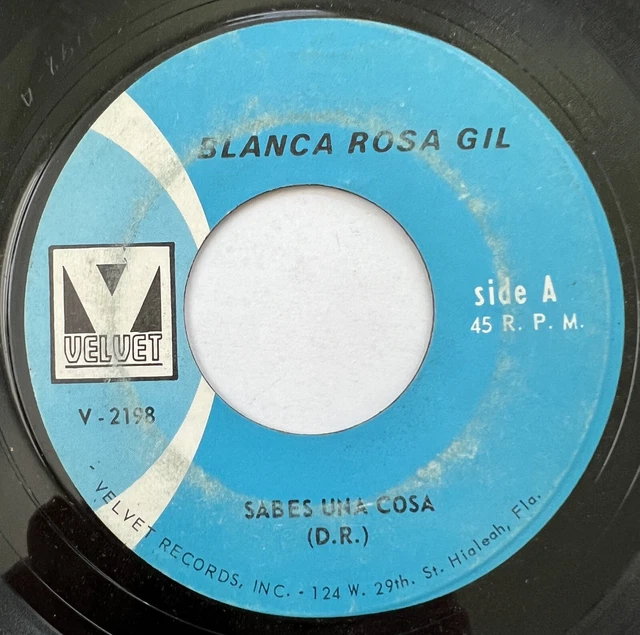 BLANCA ROSA GIL
side A
45 R. P. M.
VELVET
V - 2198
SABES UNA COSA
(D.R.)
- VELVET RECORDS, INC. - 124 W. 29th. St. Hialeah, Fla.